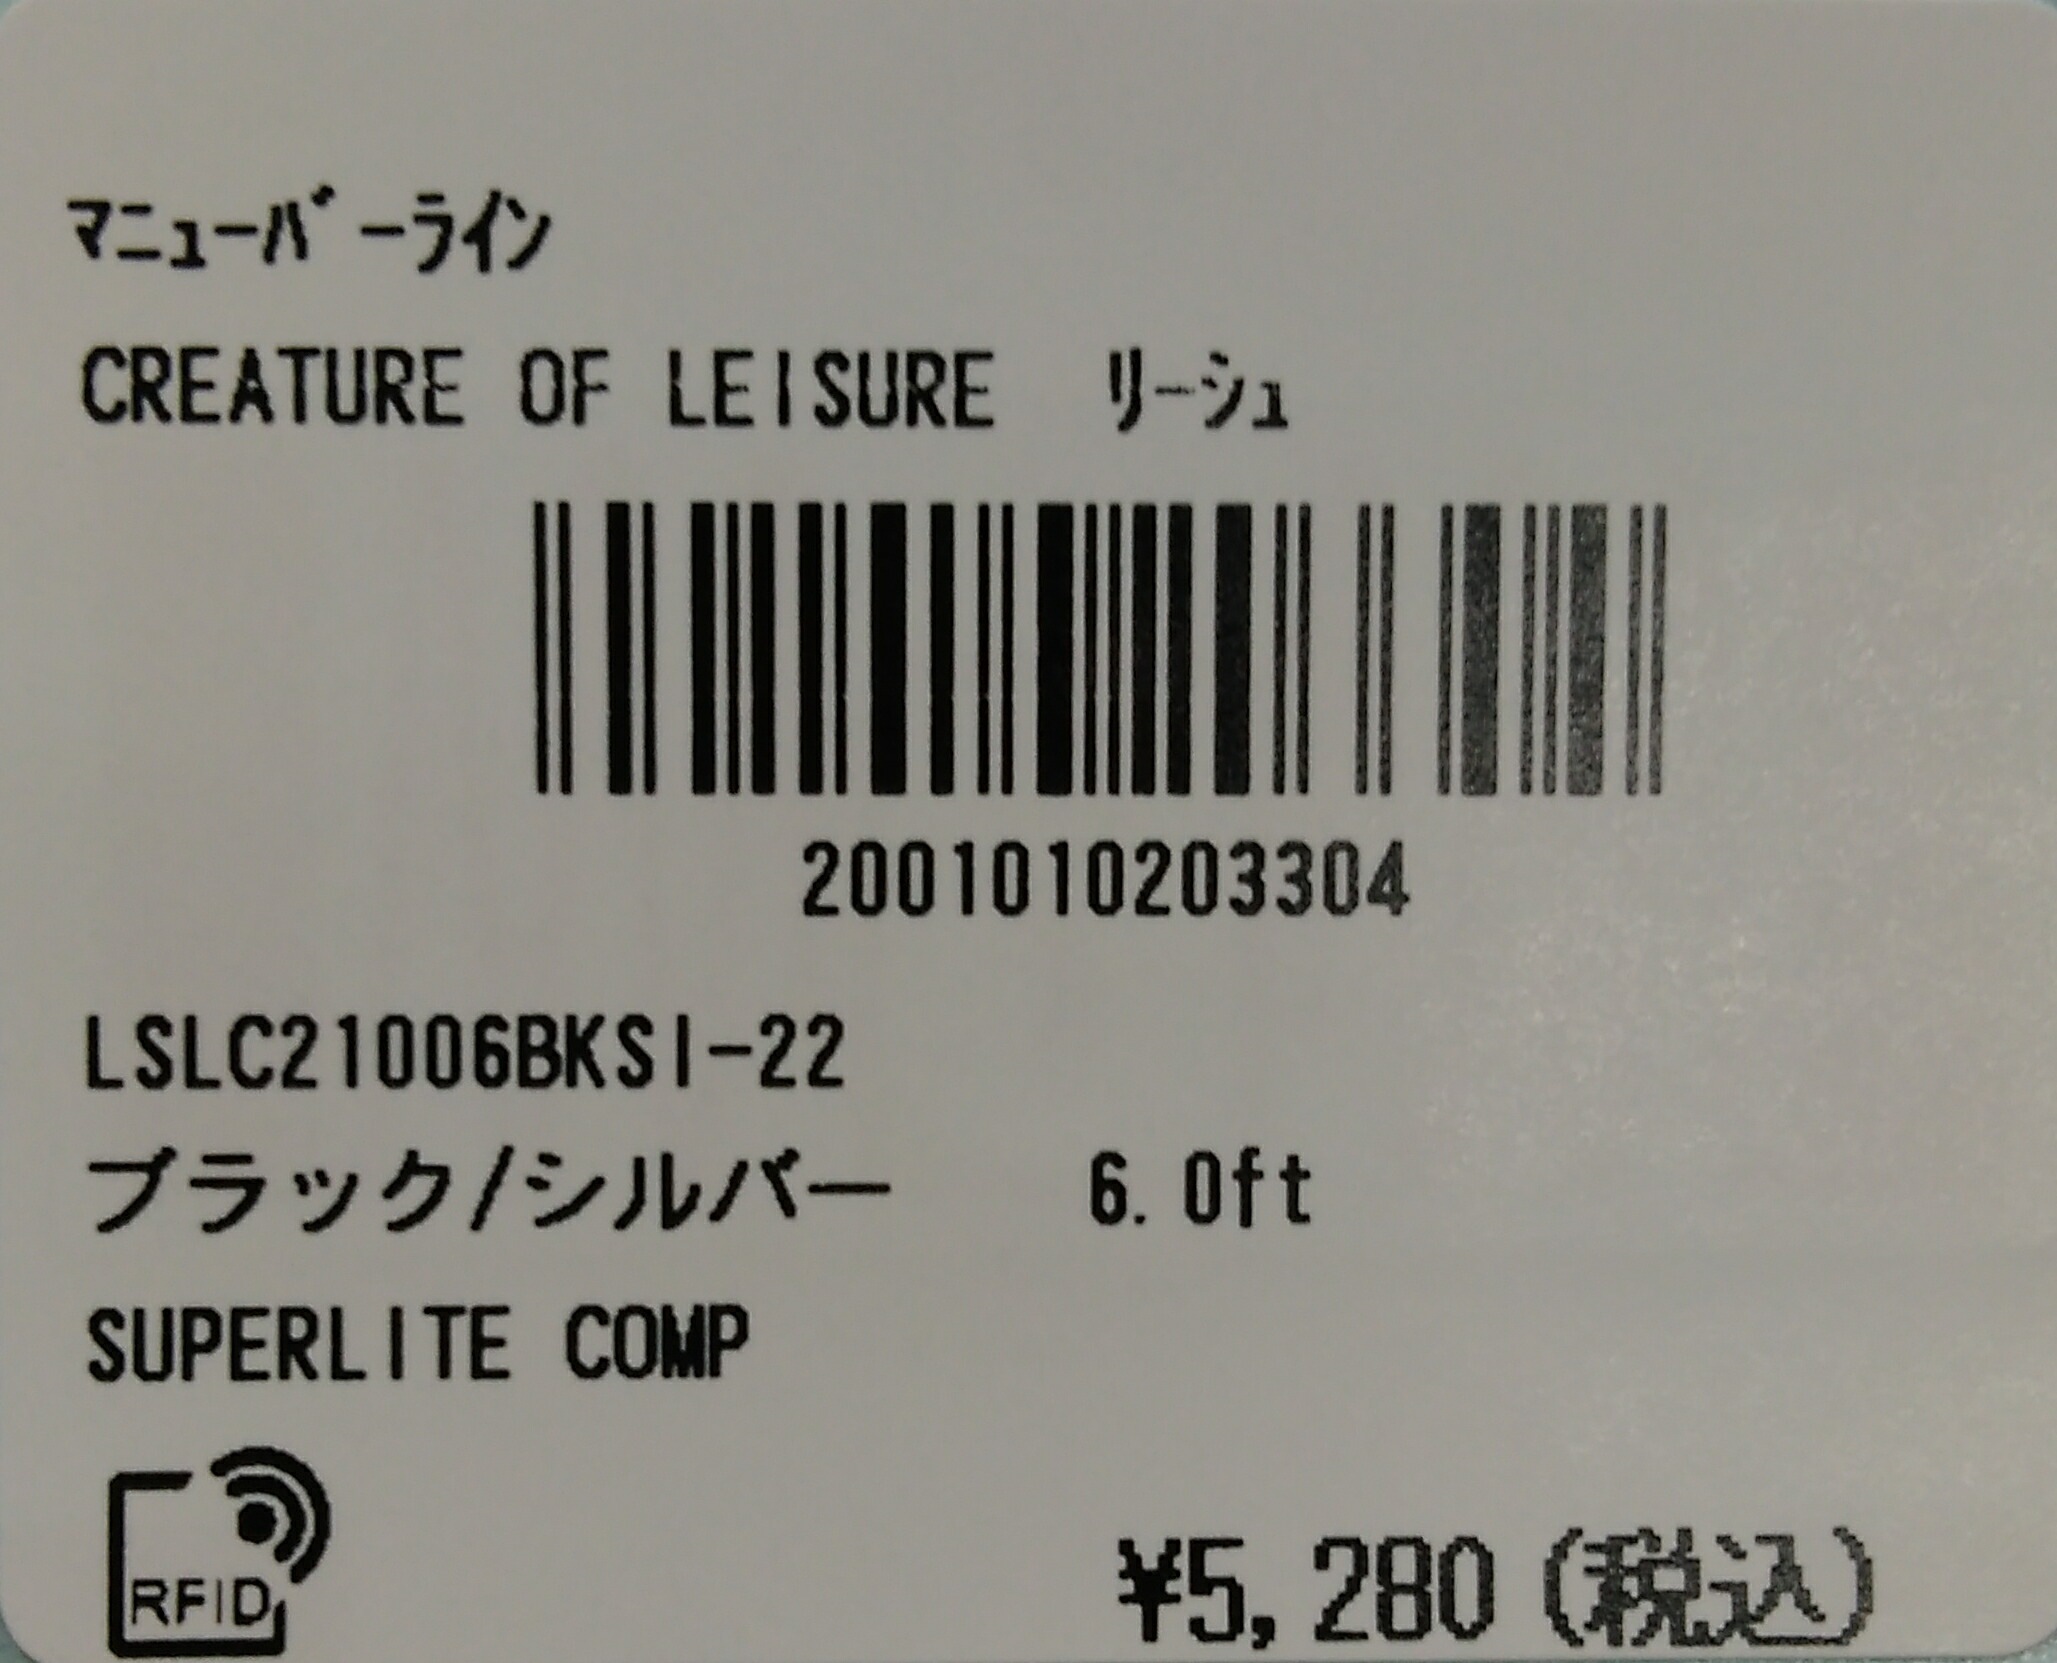 ﾏﾆｭｰﾊﾞｰﾗｲﾝ
CREATURE OF LEISURE ﾘｰｼｭ
2001010203304
LSLC21006BKSI-22
ブラック/シルバー 6.0ft
SUPERLITE COMP
RFID
¥5,280(税込)